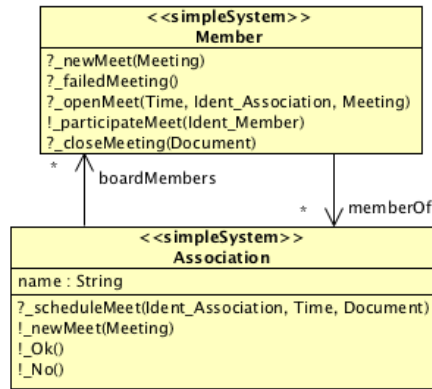 <<simpleSystem>>
Member
?_newMeet(Meeting)
?_failedMeeting()
?_openMeet(Time, Ident_Association, Meeting)
!_participateMeet(Ident_Member)
?_closeMeeting(Document)
*
boardMembers
*
memberOf
<<simpleSystem>>
Association
name : String
?_scheduleMeet(Ident_Association, Time, Document)
!_newMeet(Meeting)
!_Ok()
!_No()